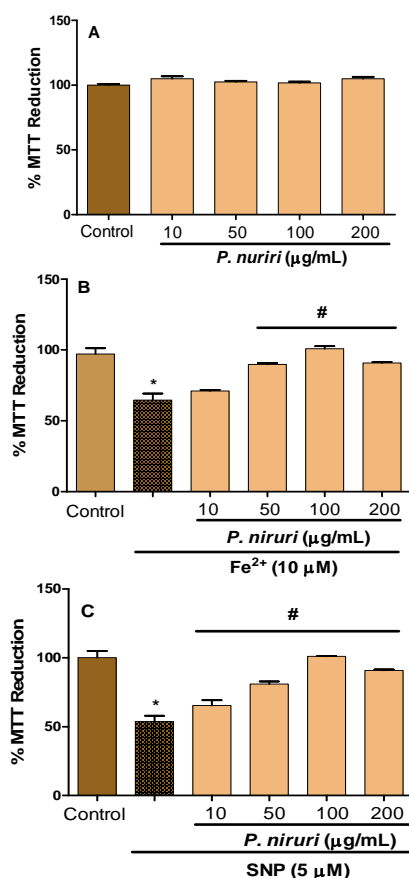 A
% MTT Reduction
150
100
50
0
Control 10 50 100 200
P. nuriri (µg/mL)
B
#
% MTT Reduction
150
100
50
0
*
Control 10 50 100 200
P. niruri (µg/mL)
Fe²⁺ (10 µM)
C
#
% MTT Reduction
150
100
50
0
*
Control 10 50 100 200
P. niruri (µg/mL)
SNP (5 µM)